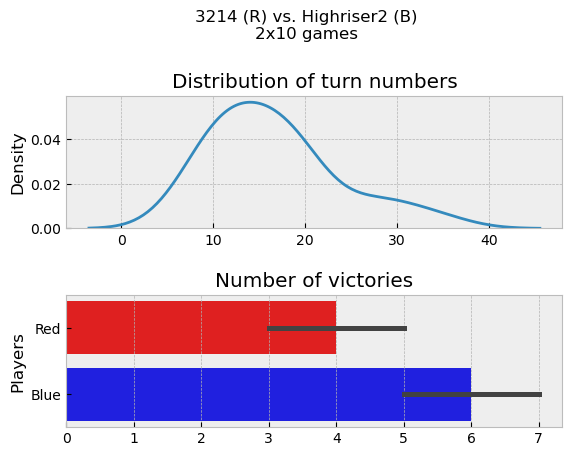 3214 (R) vs. Highriser2 (B)
2x10 games
Distribution of turn numbers
Density
0.04
0.02
0.00
0 10 20 30 40
Number of victories
Players
Red
Blue
0 1 2 3 4 5 6 7